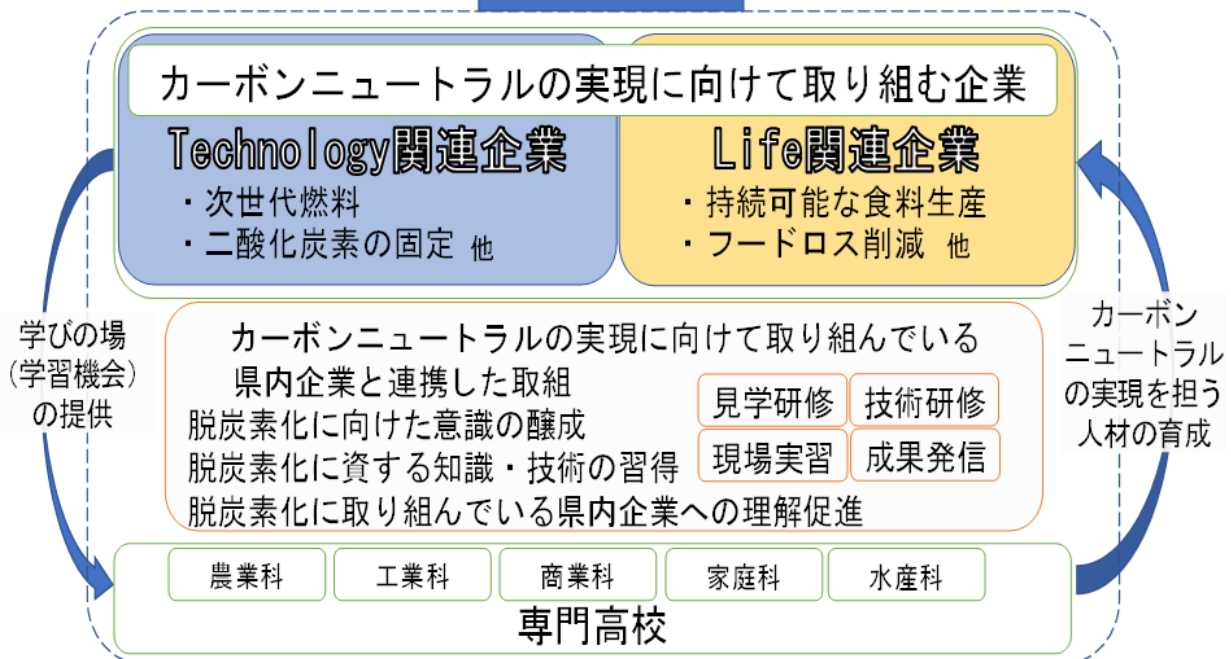 カーボンニュートラルの実現に向けて取り組む企業
Technology関連企業
・次世代燃料
・二酸化炭素の固定 他
Life関連企業
・持続可能な食料生産
・フードロス削減 他
学びの場
（学習機会）
の提供
カーボンニュートラルの実現に向けて取り組んでいる
県内企業と連携した取組
脱炭素化に向けた意識の醸成
脱炭素化に資する知識・技術の習得
脱炭素化に取り組んでいる県内企業への理解促進
見学研修
技術研修
現場実習
成果発信
カーボン
ニュートラル
の実現を担う
人材の育成
農業科
工業科
商業科
家庭科
水産科
専門高校